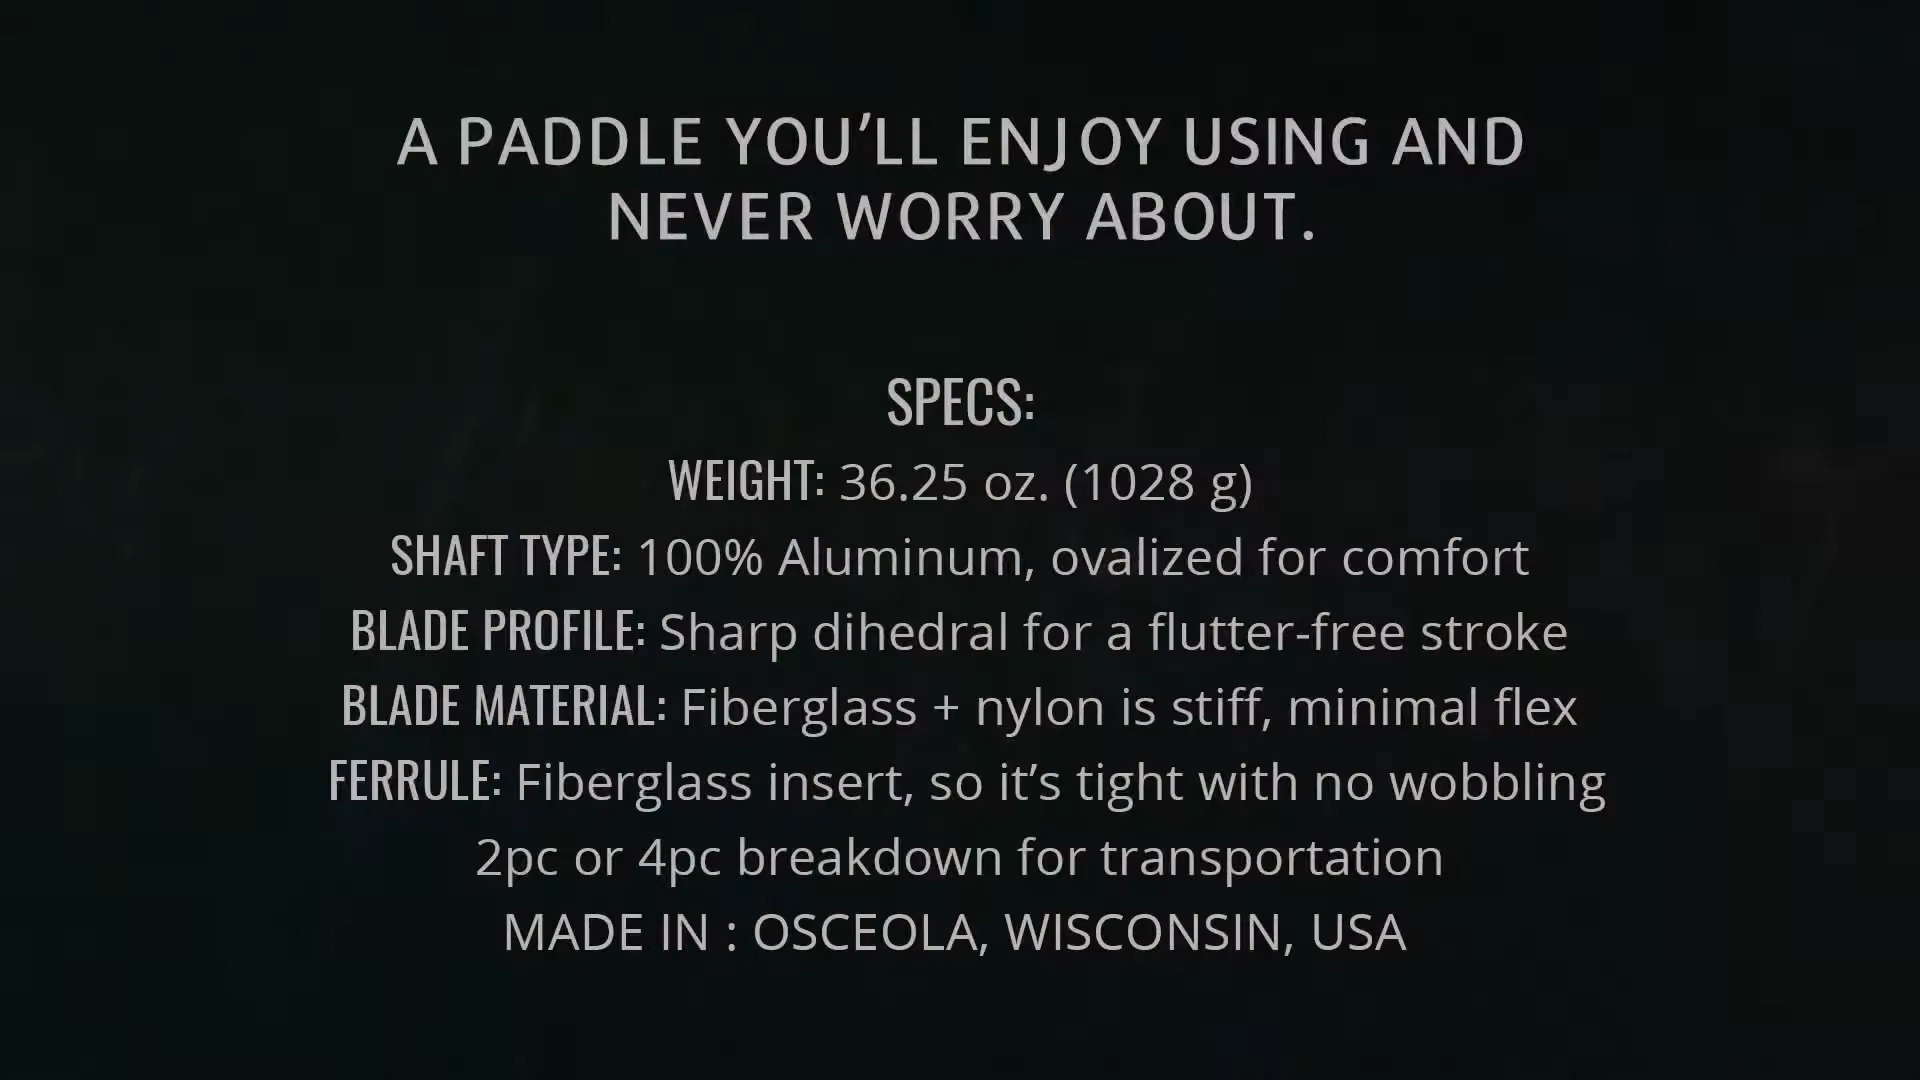 A PADDLE YOU’LL ENJOY USING AND
NEVER WORRY ABOUT.
SPECS:
WEIGHT: 36.25 oz. (1028 g)
SHAFT TYPE: 100% Aluminum, ovalized for comfort
BLADE PROFILE: Sharp dihedral for a flutter-free stroke
BLADE MATERIAL: Fiberglass + nylon is stiff, minimal flex
FERRULE: Fiberglass insert, so it’s tight with no wobbling
2pc or 4pc breakdown for transportation
MADE IN : OSCEOLA, WISCONSIN, USA